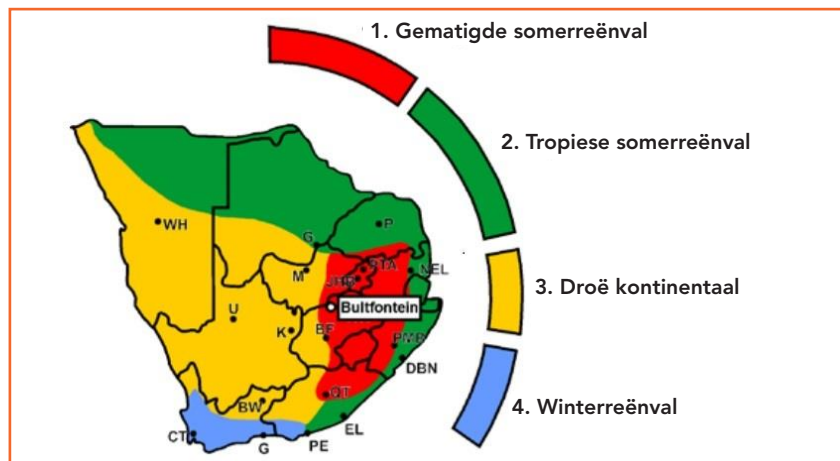 1. Gematigde somerreënval
2. Tropiese somerreënval
3. Droë kontinentaal
4. Winterreënval
WH
P
G
M
PTA
NEL
JHB
U
Bultfontein
K
BF
PMB
DBN
BW
QT
CT
G
PE
EL